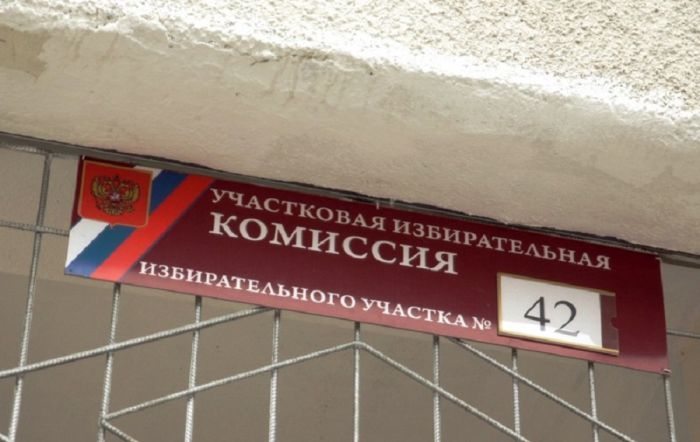 УЧАСТКОВАЯ ИЗБИРАТЕЛЬНАЯ
КОМИССИЯ
ИЗБИРАТЕЛЬНОГО УЧАСТКА № 42